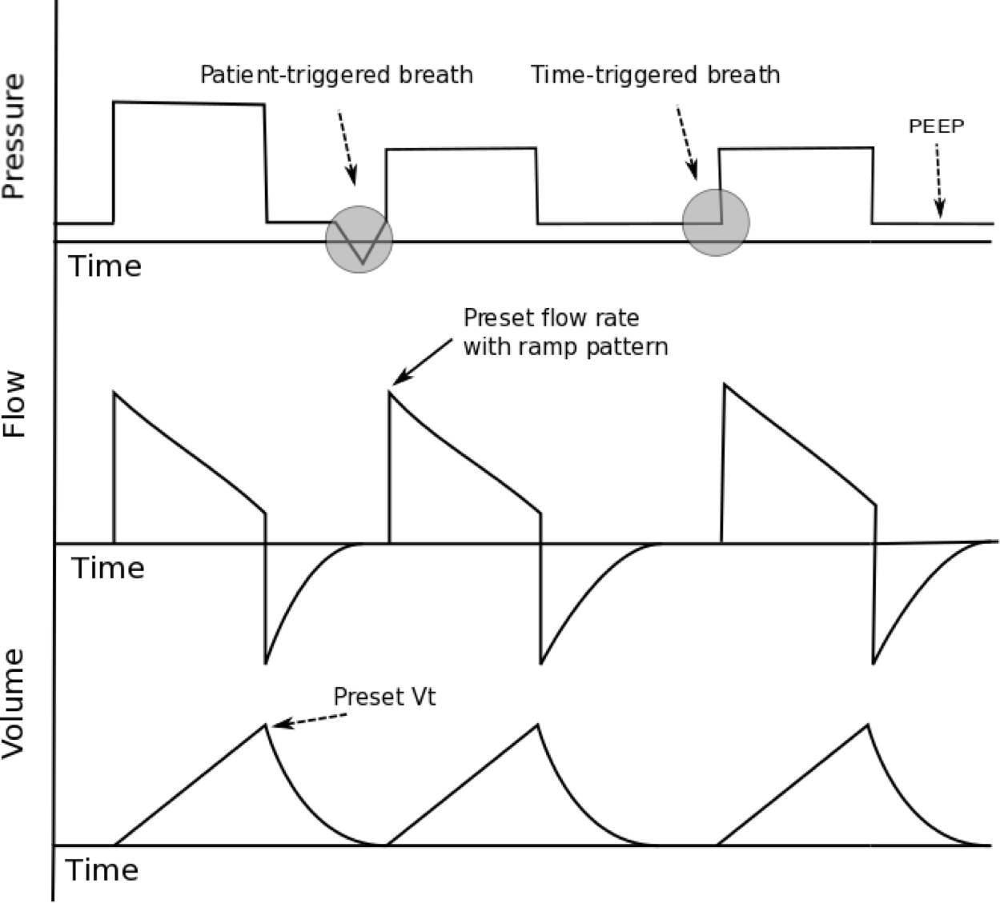 Pressure
Patient-triggered breath
Time-triggered breath
PEEP
Time
Flow
Preset flow rate
with ramp pattern
Time
Volume
Preset Vt
Time